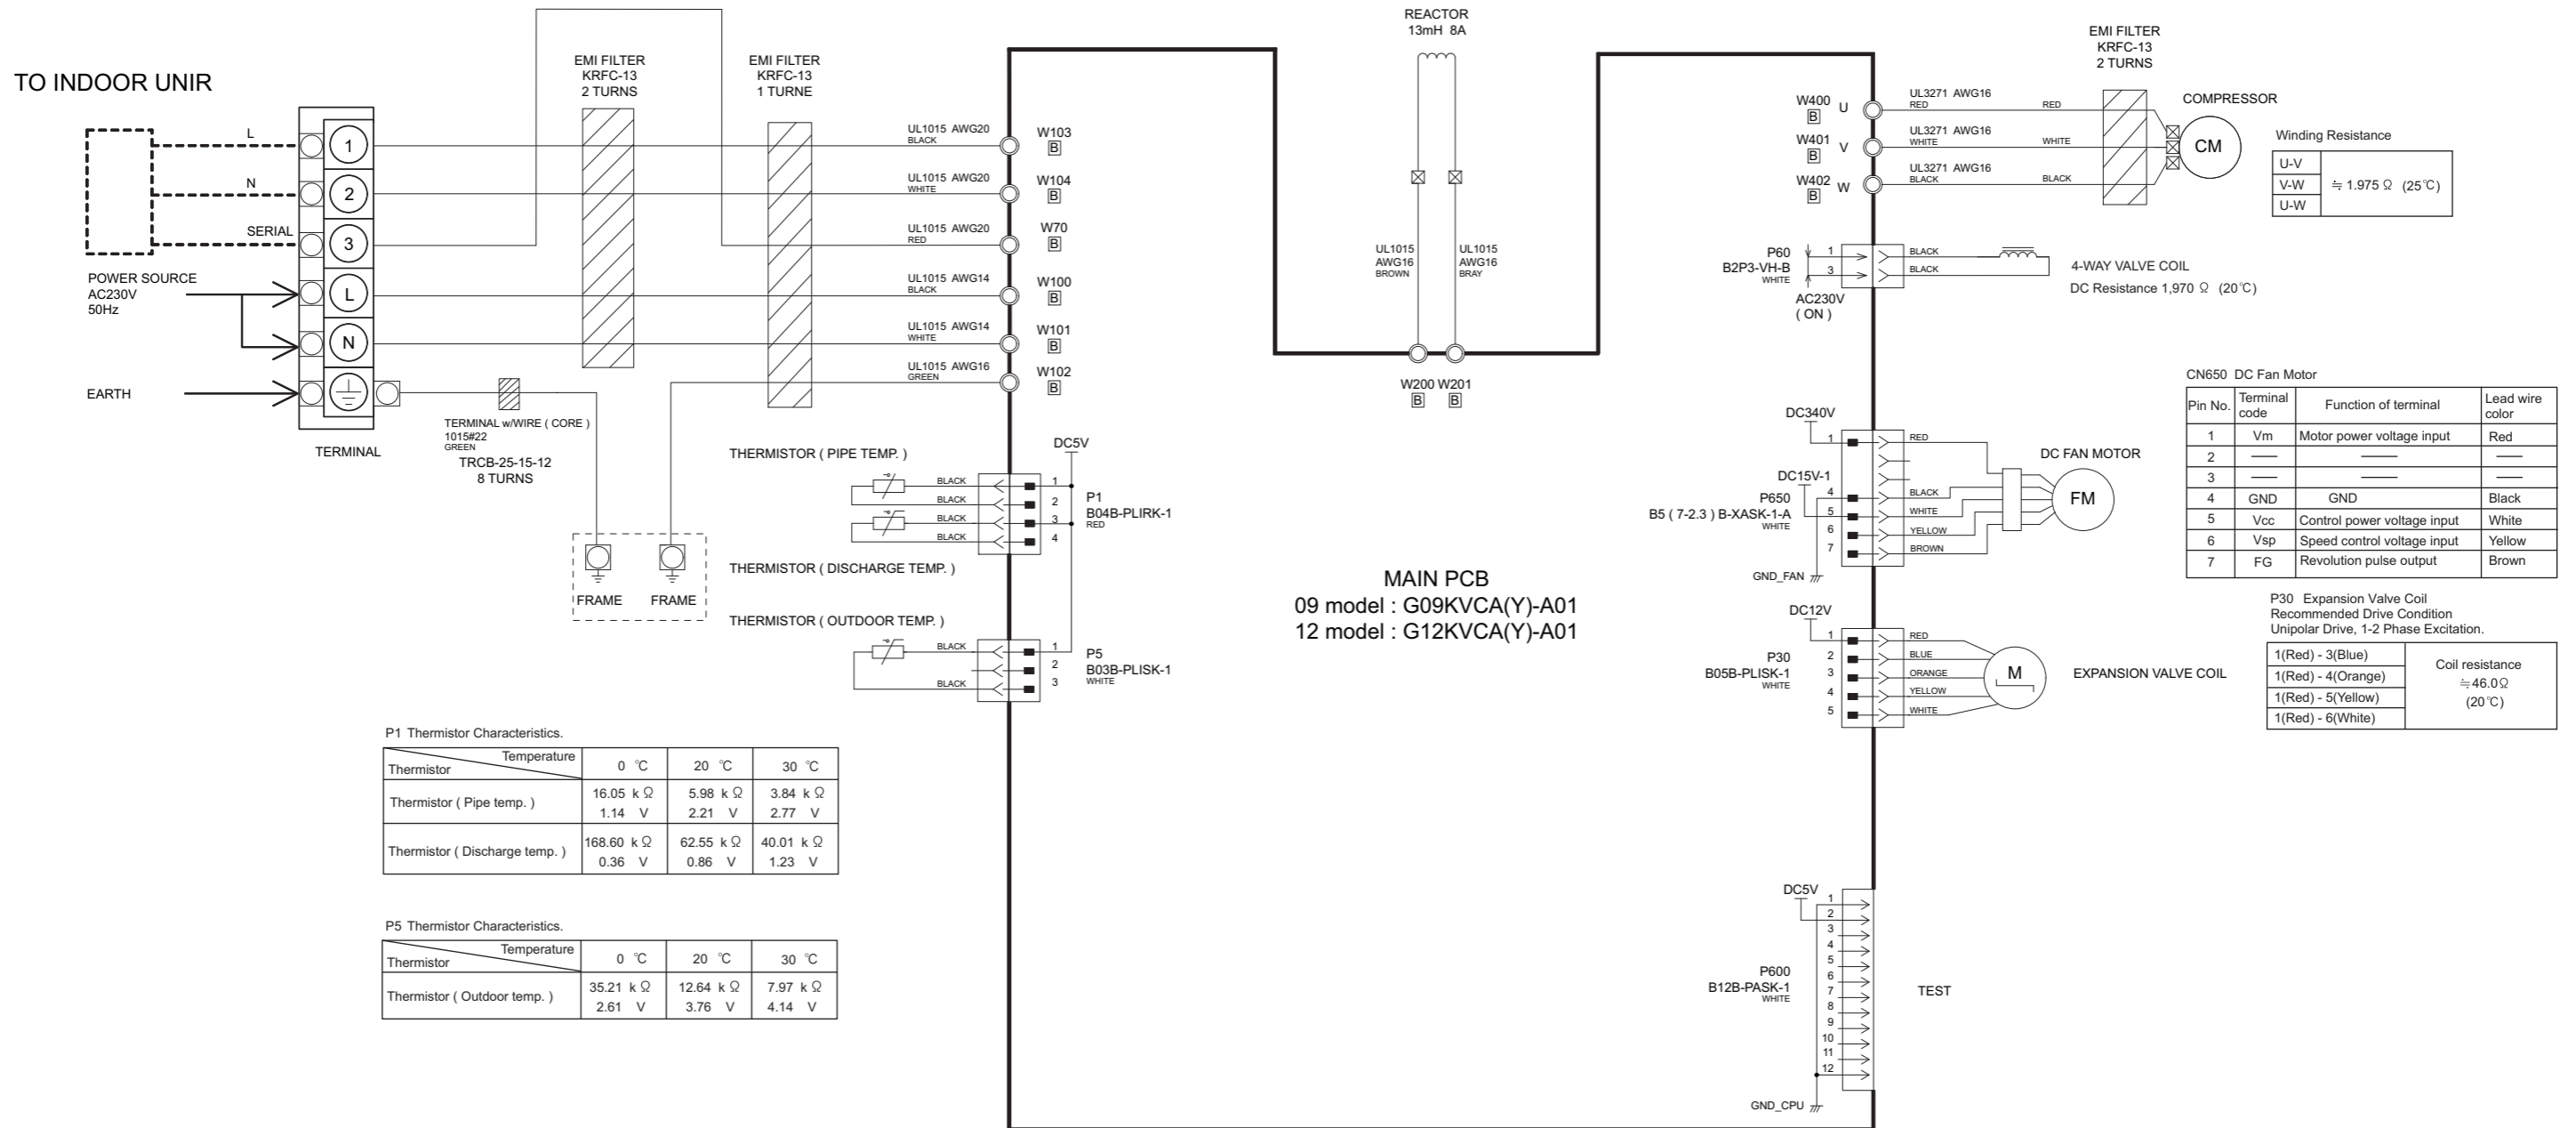 TO INDOOR UNIR
L
N
SERIAL
POWER SOURCE
AC230V
50Hz
EARTH
1
2
3
L
N
TERMINAL
EMI FILTER
KRFC-13
2 TURNS
EMI FILTER
KRFC-13
1 TURNE
TERMINAL w/WIRE ( CORE )
1015#22
GREEN
TRCB-25-15-12
8 TURNS
FRAME
FRAME
UL1015 AWG20
BLACK
W103
B
UL1015 AWG20
WHITE
W104
B
UL1015 AWG20
RED
W70
B
UL1015 AWG14
BLACK
W100
B
UL1015 AWG14
WHITE
W101
B
UL1015 AWG16
GREEN
W102
B
THERMISTOR ( PIPE TEMP. )
BLACK
BLACK
BLACK
BLACK
THERMISTOR ( DISCHARGE TEMP. )
DC5V
1
2
3
4
P1
B04B-PLIRK-1
RED
THERMISTOR ( OUTDOOR TEMP. )
BLACK
BLACK
1
2
3
P5
B03B-PLISK-1
WHITE
REACTOR
13mH 8A
UL1015
AWG16
BROWN
UL1015
AWG16
BRAY
W200 W201
B B
MAIN PCB
09 model : G09KVCA(Y)-A01
12 model : G12KVCA(Y)-A01
W400 U
B
UL3271 AWG16
RED
RED
W401 V
B
UL3271 AWG16
WHITE
WHITE
W402 W
B
UL3271 AWG16
BLACK
BLACK
EMI FILTER
KRFC-13
2 TURNS
COMPRESSOR
CM
Winding Resistance
U-V
V-W
U-W
≒ 1.975 Ω (25℃)
P60
B2P3-VH-B
WHITE
1
3
AC230V
( ON )
BLACK
BLACK
4-WAY VALVE COIL
DC Resistance 1,970 Ω (20℃)
DC340V
1
DC15V-1
P650
B5 ( 7-2.3 ) B-XASK-1-A
WHITE
4
5
6
7
GND_FAN
RED
BLACK
WHITE
YELLOW
BROWN
DC FAN MOTOR
FM
CN650 DC Fan Motor
Pin No. Terminal code Function of terminal Lead wire color
1 Vm Motor power voltage input Red
2 — — —
3 — — —
4 GND GND Black
5 Vcc Control power voltage input White
6 Vsp Speed control voltage input Yellow
7 FG Revolution pulse output Brown
DC12V
P30
B05B-PLISK-1
WHITE
1
2
3
4
5
RED
BLUE
ORANGE
YELLOW
WHITE
M
EXPANSION VALVE COIL
P30 Expansion Valve Coil
Recommended Drive Condition
Unipolar Drive, 1-2 Phase Excitation.
1(Red) - 3(Blue)
1(Red) - 4(Orange)
1(Red) - 5(Yellow)
1(Red) - 6(White)
Coil resistance
≒46.0Ω
(20℃)
P1 Thermistor Characteristics.
Thermistor Temperature 0 ℃ 20 ℃ 30 ℃
Thermistor ( Pipe temp. ) 16.05 k Ω 5.98 k Ω 3.84 k Ω
1.14 V 2.21 V 2.77 V
Thermistor ( Discharge temp. ) 168.60 k Ω 62.55 k Ω 40.01 k Ω
0.36 V 0.86 V 1.23 V
P5 Thermistor Characteristics.
Thermistor Temperature 0 ℃ 20 ℃ 30 ℃
Thermistor ( Outdoor temp. ) 35.21 k Ω 12.64 k Ω 7.97 k Ω
2.61 V 3.76 V 4.14 V
DC5V
1
2
3
4
5
6
7
8
9
10
11
12
P600
B12B-PASK-1
WHITE
TEST
GND_CPU